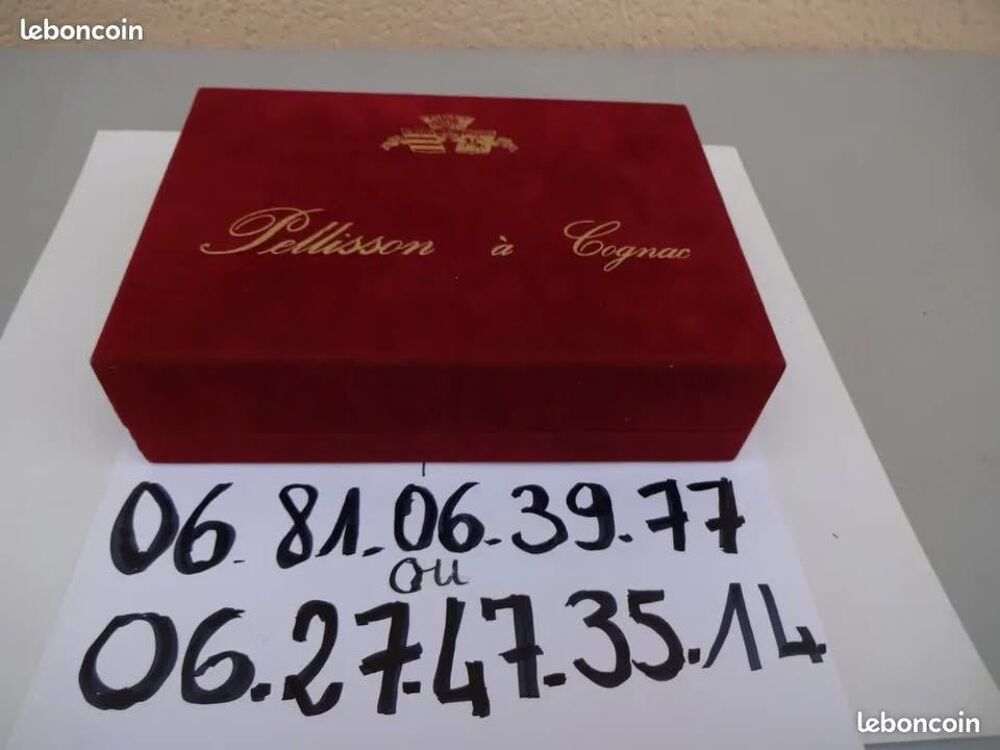 leboncoin
Pellisson à Cognac
06.81.06.39.77
ou
06.27.47.35.14
leboncoin